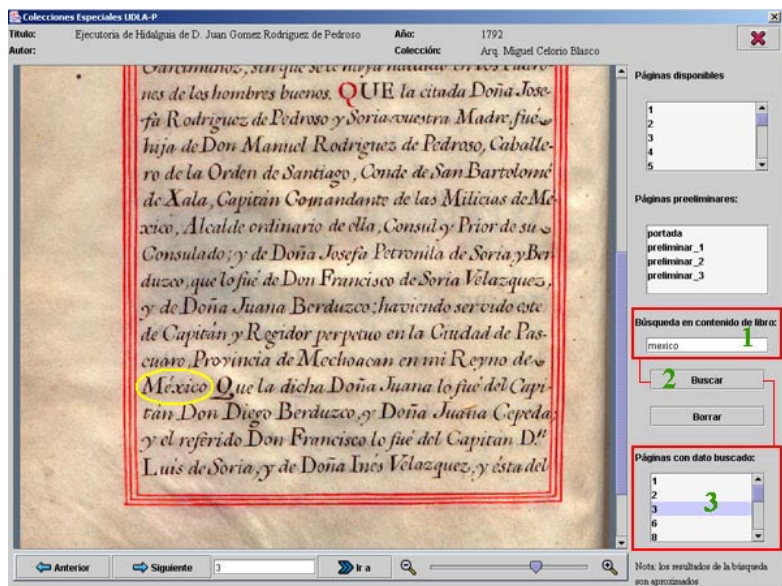 Colecciones Especiales UDLA-P
Titulo: Ejecutoria de Hidalguia de D. Juan Gomez Rodriguez de Pedroso Año: 1792
Autor: Colección: Arq. Miguel Celorio Blasco
nes de los hombres buenos. QUE la citada Doña Jose-
fa Rodriguez de Pedroso y Soria vuestra Madre, fué
hija de Don Manuel Rodriguez de Pedroso, Caballe-
ro de la Orden de Santiago, Conde de San Bartolomé
de Xala, Capitán Comandante de las Milicias de Mé-
xico, Alcalde ordinario de ella, Consul y Prior de su
Consulado; y de Doña Josefa Petronila de Soria y Ber
duzco, que lo fué de Don Francisco de Soria Velazquez,
y de Doña Juana Berduzco; haviendo servido este
de Capitán y Regidor perpetuo en la Ciudad de Pas-
cuaro, Provincia de Mechoacan en mi Reyno de
México Que la dicha Doña Juana lo fué del Capi-
tán Don Diego Berduzco, y Doña Juana Cepeda;
y el referido Don Francisco lo fué del Capitan D.n
Luis de Soria, y de Doña Inés Velazquez, y ésta del
Páginas disponibles
1
2
3
4
5
Páginas preeliminares:
portada
preliminar_1
preliminar_2
preliminar_3
Búsqueda en contenido de libro:
mexico 1
2 Buscar
Borrar
Páginas con dato buscado:
1
2
3 3
6
8
Anterior Siguiente 3 Ir a
Nota: los resultados de la búsqueda
son aproximados